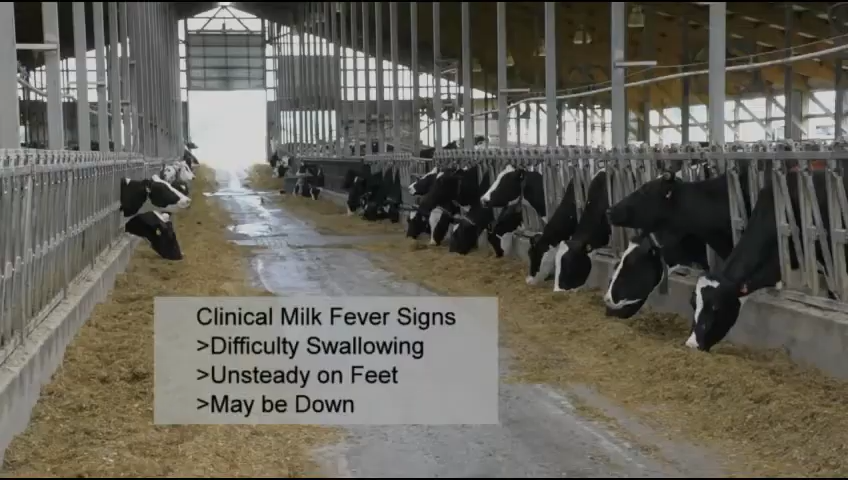 Clinical Milk Fever Signs
>Difficulty Swallowing
>Unsteady on Feet
>May be Down